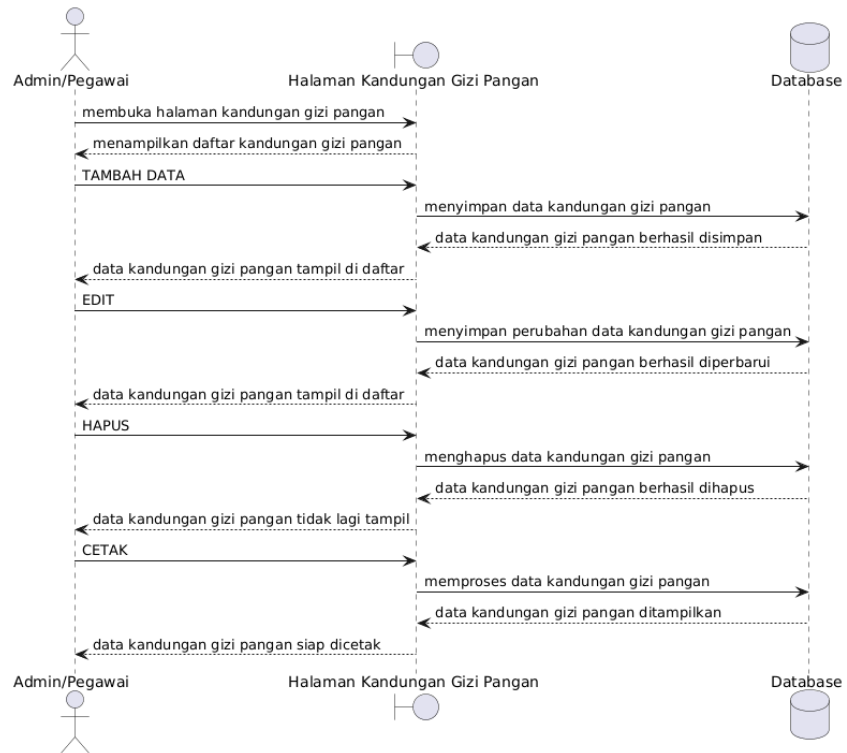 Admin/Pegawai
Halaman Kandungan Gizi Pangan
Database
membuka halaman kandungan gizi pangan
menampilkan daftar kandungan gizi pangan
TAMBAH DATA
menyimpan data kandungan gizi pangan
data kandungan gizi pangan berhasil disimpan
data kandungan gizi pangan tampil di daftar
EDIT
menyimpan perubahan data kandungan gizi pangan
data kandungan gizi pangan berhasil diperbarui
data kandungan gizi pangan tampil di daftar
HAPUS
menghapus data kandungan gizi pangan
data kandungan gizi pangan berhasil dihapus
data kandungan gizi pangan tidak lagi tampil
CETAK
memproses data kandungan gizi pangan
data kandungan gizi pangan ditampilkan
data kandungan gizi pangan siap dicetak
Admin/Pegawai
Halaman Kandungan Gizi Pangan
Database